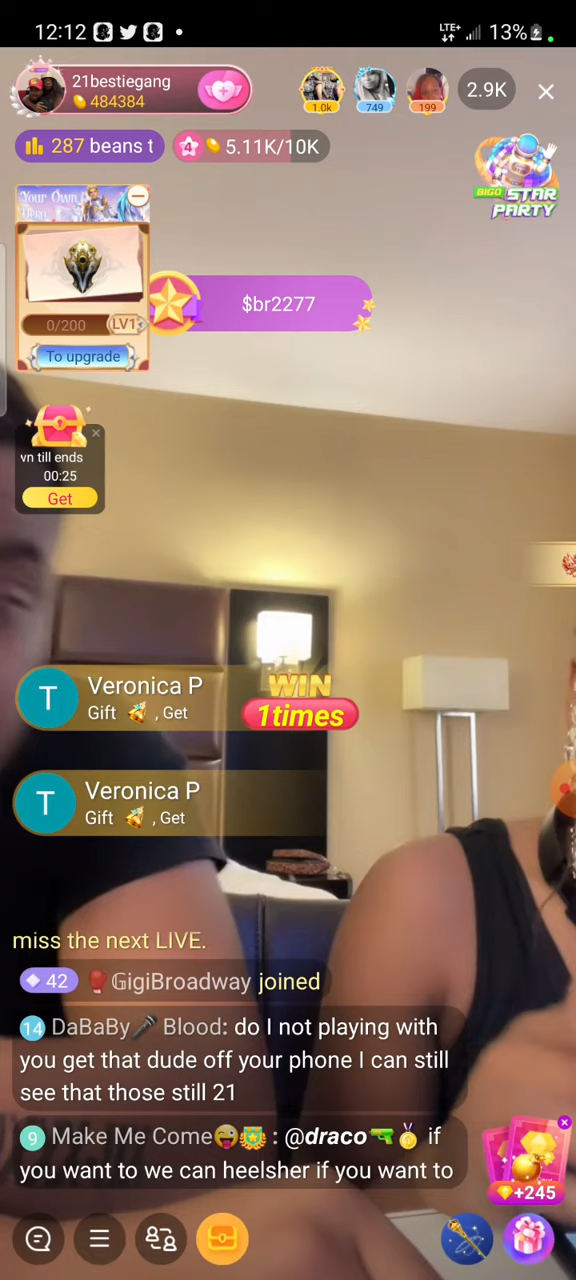 12:12
LTE+
13%
21bestiegang
484384
1.0k
749
199
2.9K
287 beans t
4 5.11K/10K
BIGO STAR PARTY
Your Own
Hero
0/200 LV1
To upgrade
$br2277
vn till ends
00:25
Get
T Veronica P
Gift , Get
WIN
1times
T Veronica P
Gift , Get
miss the next LIVE.
42 𝔾igiBroadway joined
14 DaBaBy🎤 Blood: do I not playing with
you get that dude off your phone I can still
see that those still 21
9 Make Me Come😜 : @draco🔫🏅 if
you want to we can heelsher if you want to
+245